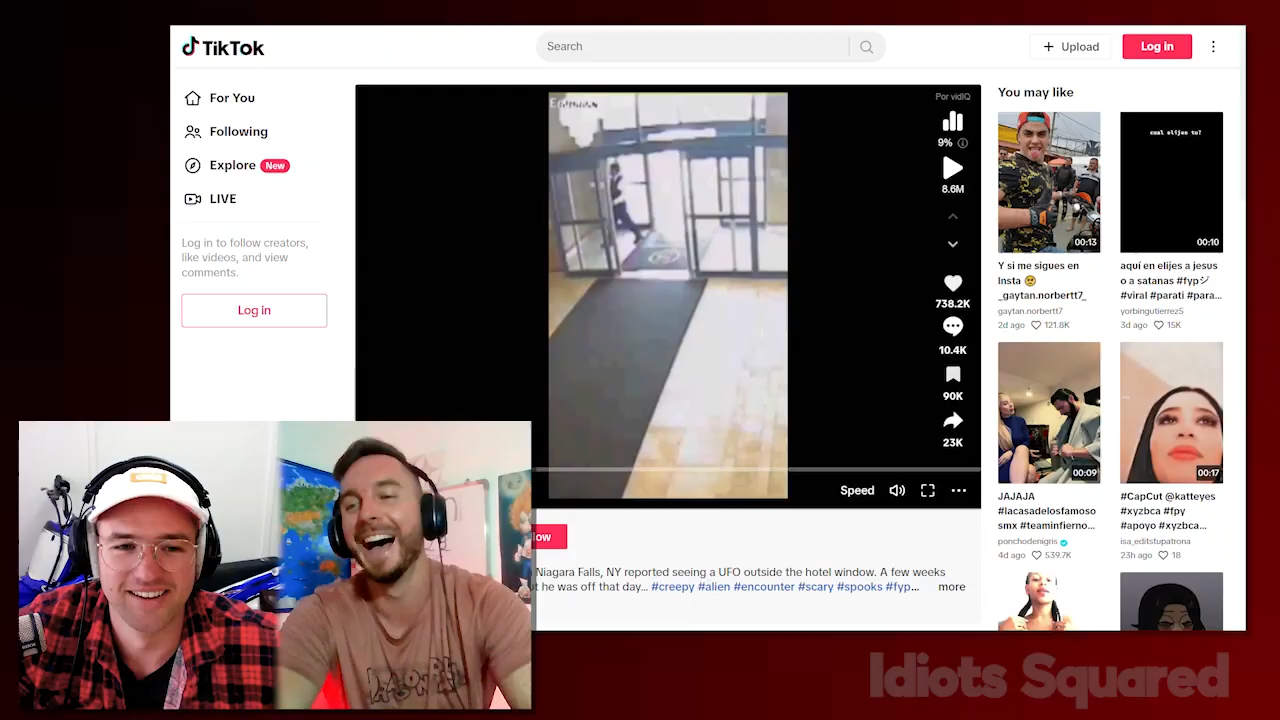 TikTok
Search
Upload
Log in
For You
Following
Explore New
LIVE
Log in to follow creators,
like videos, and view
comments.
Log in
Por vidIQ
9%
8.6M
738.2K
10.4K
90K
23K
Speed
You may like
00:13
Y si me sigues en
Insta 🥺
_gaytan.norbertt7_
gaytan.norbertt7
2d ago 121.8K
cual elijes tu?
00:10
aquí en elijes a jesus
o a satanas #fypジ
#viral #parati #para...
yorbingutierrez5
3d ago 15K
00:09
JAJAJA
#lacasadelosfamoso
smx #teaminfierno...
ponchodenigris
4d ago 539.7K
00:17
#CapCut @katteyes
#xyzbca #fpy
#apoyo #xyzbca...
isa_editstupatrona
23h ago 18
low
Niagara Falls, NY reported seeing a UFO outside the hotel window. A few weeks
ut he was off that day... #creepy #alien #encounter #scary #spooks #fyp... more
Idiots Squared